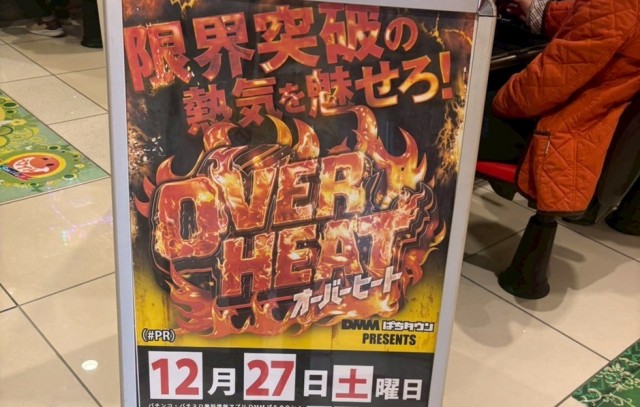 限界突破の
熱気を魅せろ!
OVER
HEAT
オーバーヒート
DMMぱちタウン
PRESENTS
(#PR)
12月27日土曜日